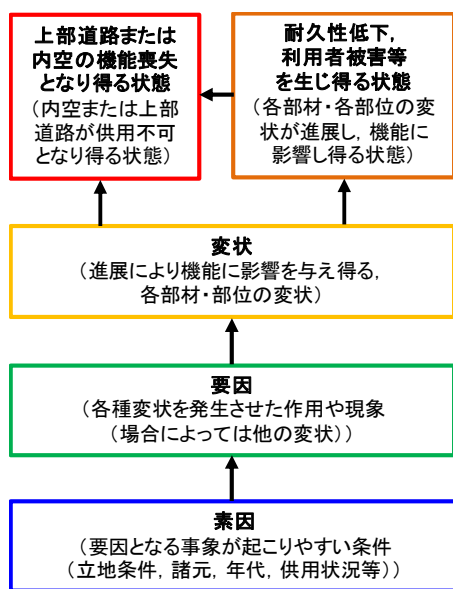 上部道路または
内空の機能喪失
となり得る状態
（内空または上部
道路が供用不可
となり得る状態）
耐久性低下，
利用者被害等
を生じ得る状態
（各部材・各部位の変
状が進展し，機能に
影響し得る状態）
変状
（進展により機能に影響を与え得る，
各部材・部位の変状）
要因
（各種変状を発生させた作用や現象
（場合によっては他の変状））
素因
（要因となる事象が起こりやすい条件
（立地条件，諸元，年代，供用状況等））